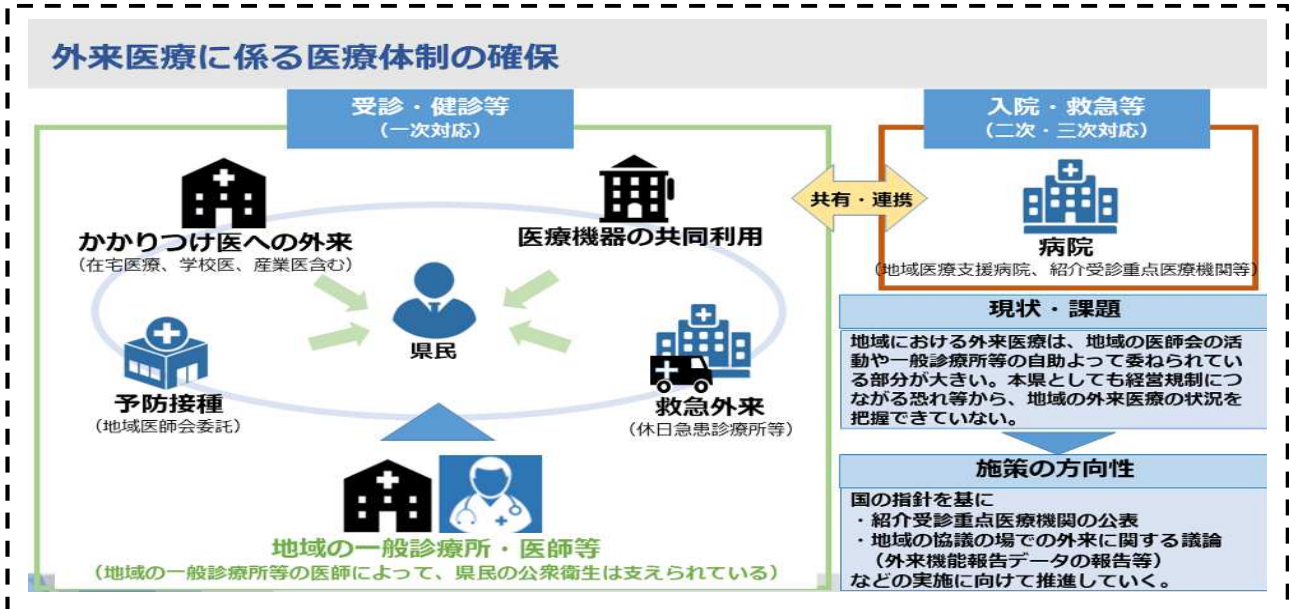 外来医療に係る医療体制の確保
受診・健診等
(一次対応)
かかりつけ医への外来
(在宅医療、学校医、産業医含む)
医療機器の共同利用
県民
予防接種
(地域医師会委託)
救急外来
(休日急患診療所等)
地域の一般診療所・医師等
(地域の一般診療所等の医師によって、県民の公衆衛生は支えられている)
共有・連携
入院・救急等
(二次・三次対応)
病院
(地域医療支援病院、紹介受診重点医療機関等)
現状・課題
地域における外来医療は、地域の医師会の活
動や一般診療所等の自助よって委ねられてい
る部分が大きい。本県としても経営規制につ
ながる恐れ等から、地域の外来医療の状況を
把握できていない。
施策の方向性
国の指針を基に
・紹介受診重点医療機関の公表
・地域の協議の場での外来に関する議論
(外来機能報告データの報告等)
などの実施に向けて推進していく。